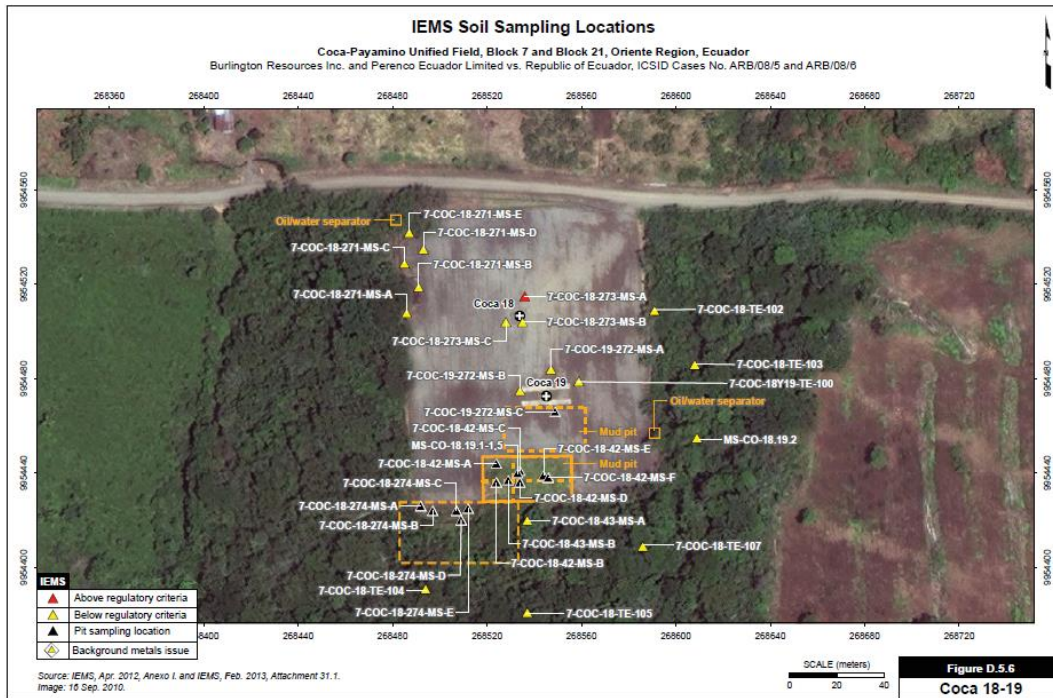 IEMS Soil Sampling Locations
Coca-Payamino Unified Field, Block 7 and Block 21, Oriente Region, Ecuador
Burlington Resources Inc. and Perenco Ecuador Limited vs. Republic of Ecuador, ICSID Cases No. ARB/08/5 and ARB/08/6
268360 268400 268440 268480 268520 268560 268600 268640 268680 268720
9954560 9954560
7-COC-18-271-MS-E
Oil/water separator
7-COC-18-271-MS-D
7-COC-18-271-MS-C
7-COC-18-271-MS-B
9954520 9954520
7-COC-18-271-MS-A
7-COC-18-273-MS-A
Coca 18
7-COC-18-TE-102
7-COC-18-273-MS-B
7-COC-18-273-MS-C
7-COC-19-272-MS-A
7-COC-18-TE-103
9954480 9954480
7-COC-19-272-MS-B
Coca 19
7-COC-18Y19-TE-100
7-COC-19-272-MS-C
Oil/water separator
7-COC-18-42-MS-C
Mud pit
MS-CO-18.19.2
MS-CO-18.19.1-1,5
7-COC-18-42-MS-E
9954440 9954440
7-COC-18-42-MS-A
Mud pit
7-COC-18-274-MS-C
7-COC-18-42-MS-F
7-COC-18-42-MS-D
7-COC-18-274-MS-A
7-COC-18-274-MS-B
7-COC-18-43-MS-A
7-COC-18-43-MS-B
7-COC-18-TE-107
9954400 9954400
7-COC-18-42-MS-B
7-COC-18-274-MS-D
7-COC-18-TE-104
7-COC-18-274-MS-E
7-COC-18-TE-105
IEMS
Above regulatory criteria
Below regulatory criteria
Pit sampling location
Background metals issue
268400 268440 268480 268520 268560 268600 268640 268680 268720
Source: IEMS, Apr. 2012, Anexo I. and IEMS, Feb. 2013, Attachment 31.1.
Image: 16 Sep. 2010.
SCALE (meters)
0 20 40
Figure D.5.6
Coca 18-19